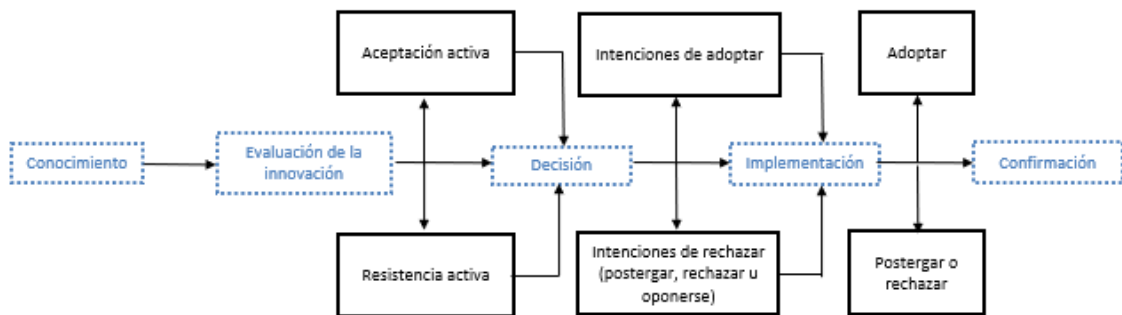 Aceptación activa
Intenciones de adoptar
Adoptar
Conocimiento
Evaluación de la
innovación
Decisión
Implementación
Confirmación
Resistencia activa
Intenciones de rechazar
(postergar, rechazar u
oponerse)
Postergar o
rechazar